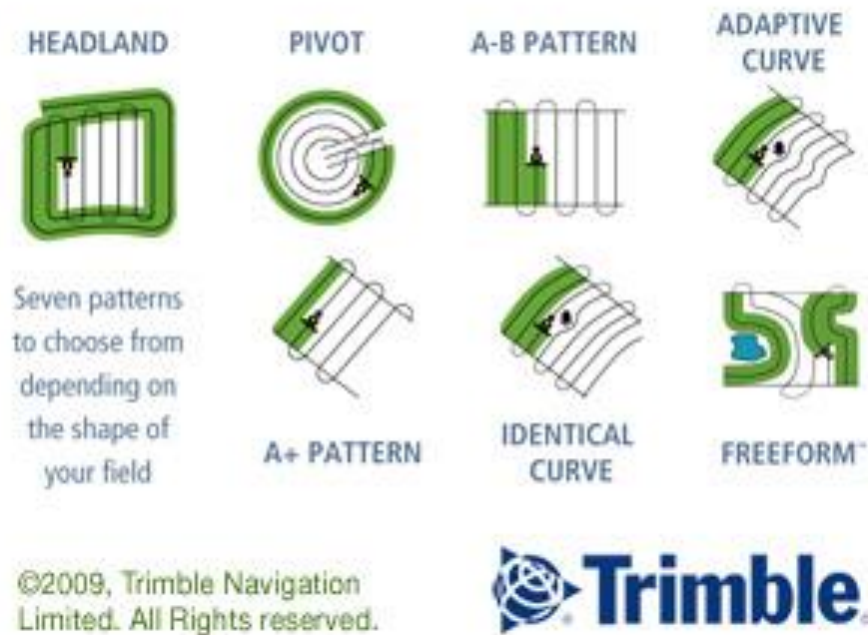 HEADLAND
PIVOT
A-B PATTERN
ADAPTIVE
CURVE
Seven patterns
to choose from
depending on
the shape of
your field
A+ PATTERN
IDENTICAL
CURVE
FREEFORM™
©2009, Trimble Navigation
Limited. All Rights reserved.
Trimble®